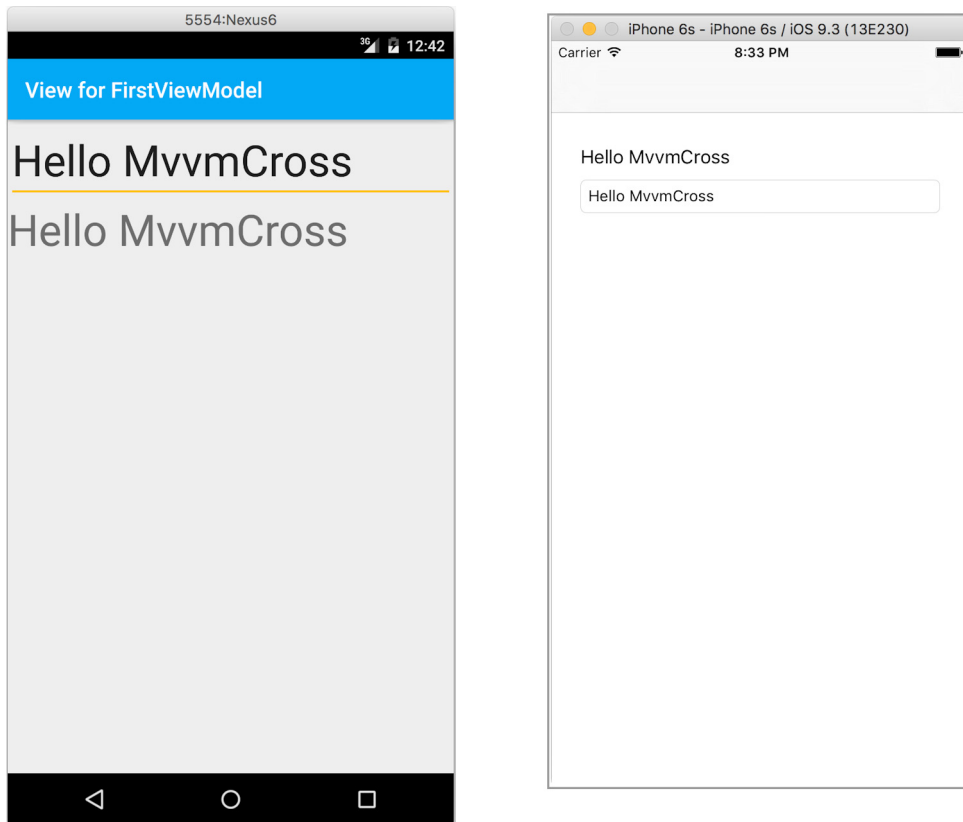 5554:Nexus6
3G 12:42
View for FirstViewModel
Hello MvvmCross
Hello MvvmCross
iPhone 6s - iPhone 6s / iOS 9.3 (13E230)
Carrier 8:33 PM
Hello MvvmCross
Hello MvvmCross